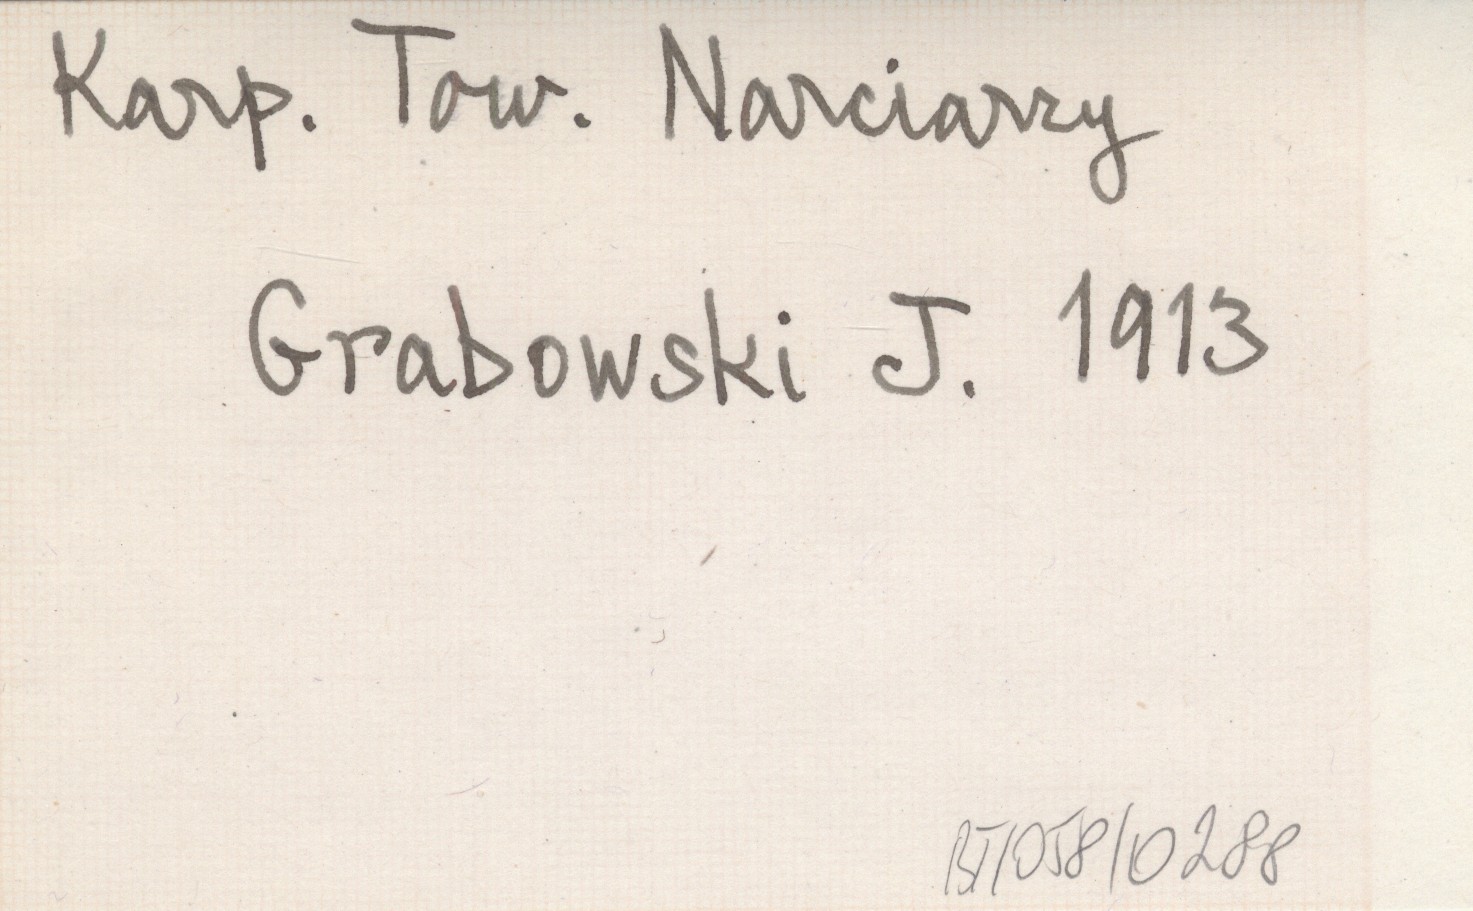 Karp. Tow. Narciarzy
Grabowski J. 1913
BT/058/0288